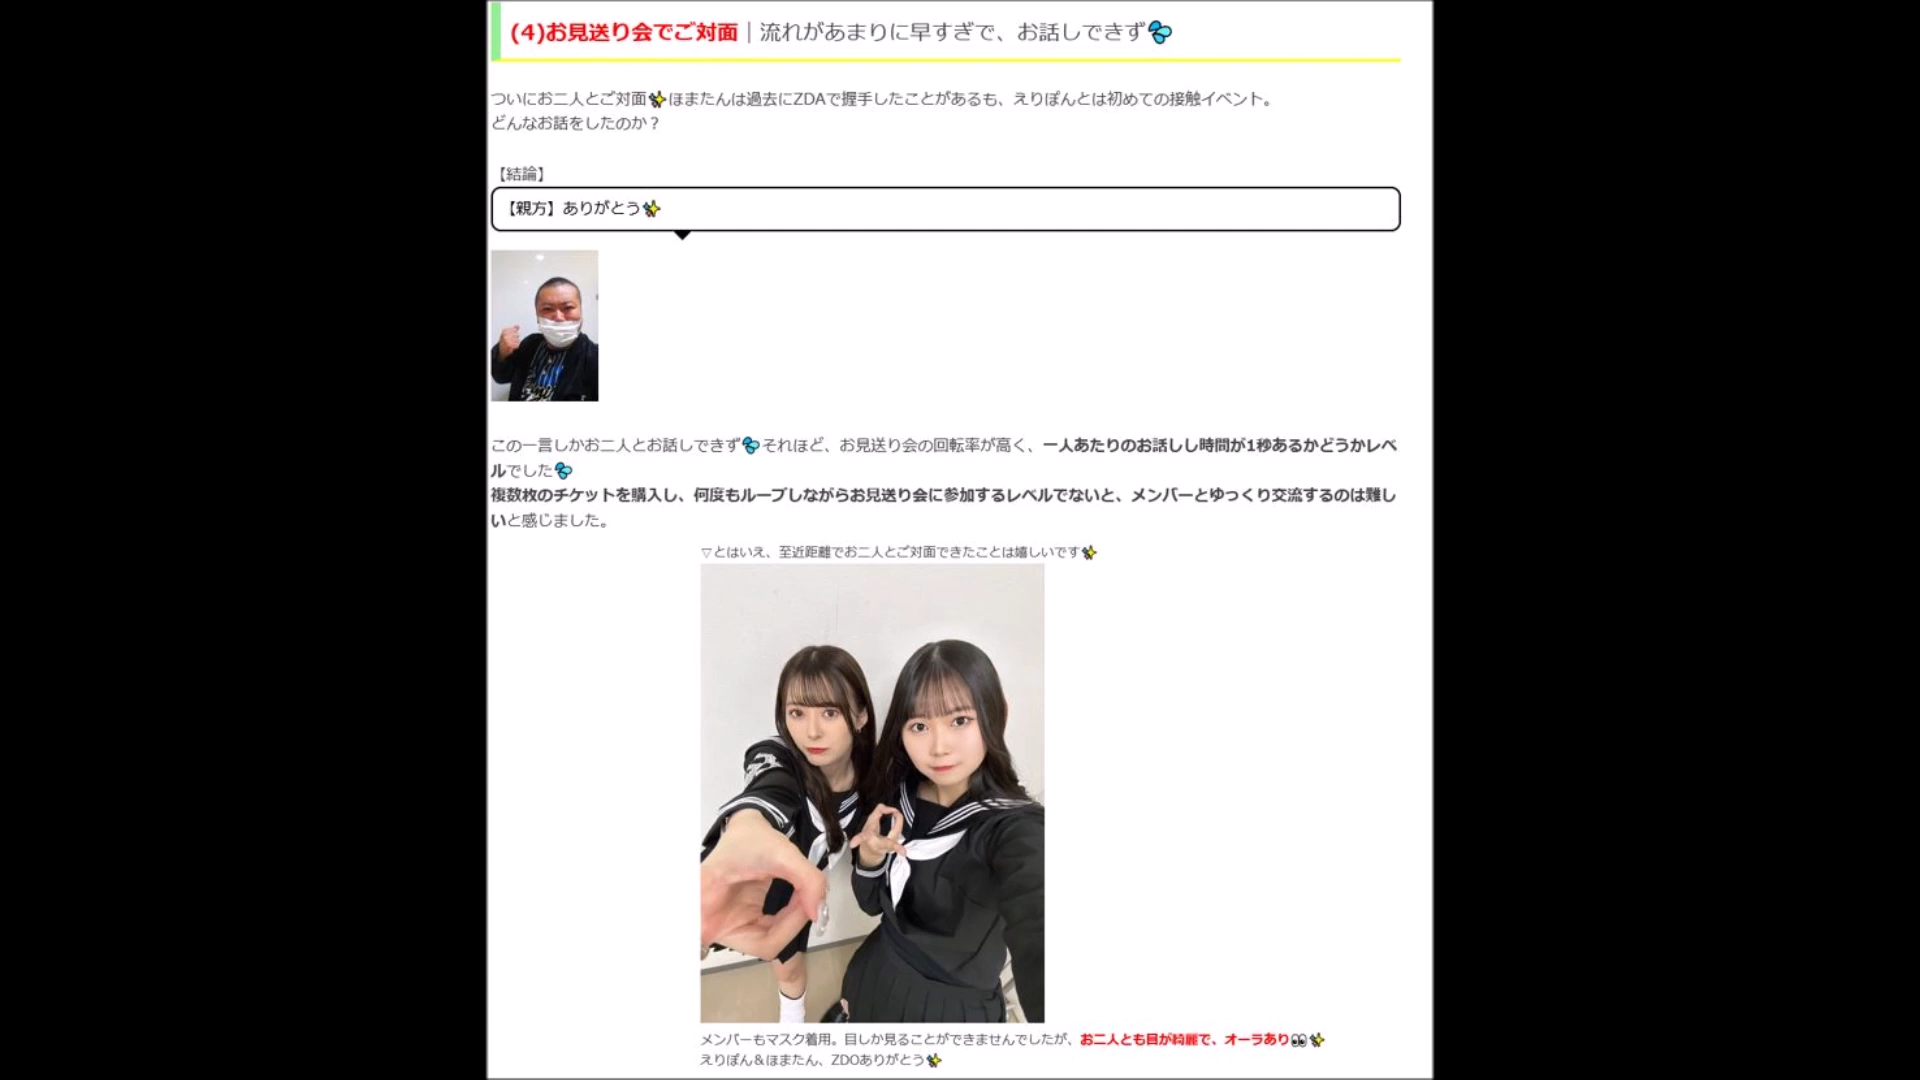 (4)お見送り会でご対面｜流れがあまりに早すぎで、お話しできず💦
ついにお二人とご対面✨ほまたんは過去にZDAで握手したことがあるも、えりぽんとは初めての接触イベント。
どんなお話をしたのか？
【結論】
【親方】ありがとう✨
この一言しかお二人とお話しできず💦それほど、お見送り会の回転率が高く、一人あたりのお話しし時間が1秒あるかどうかレベ
ルでした💦
複数枚のチケットを購入し、何度もループしながらお見送り会に参加するレベルでないと、メンバーとゆっくり交流するのは難し
いと感じました。
▽とはいえ、至近距離でお二人とご対面できたことは嬉しいです✨
メンバーもマスク着用。目しか見ることができませんでしたが、お二人とも目が綺麗で、オーラあり👀✨
えりぽん＆ほまたん、ZDOありがとう✨